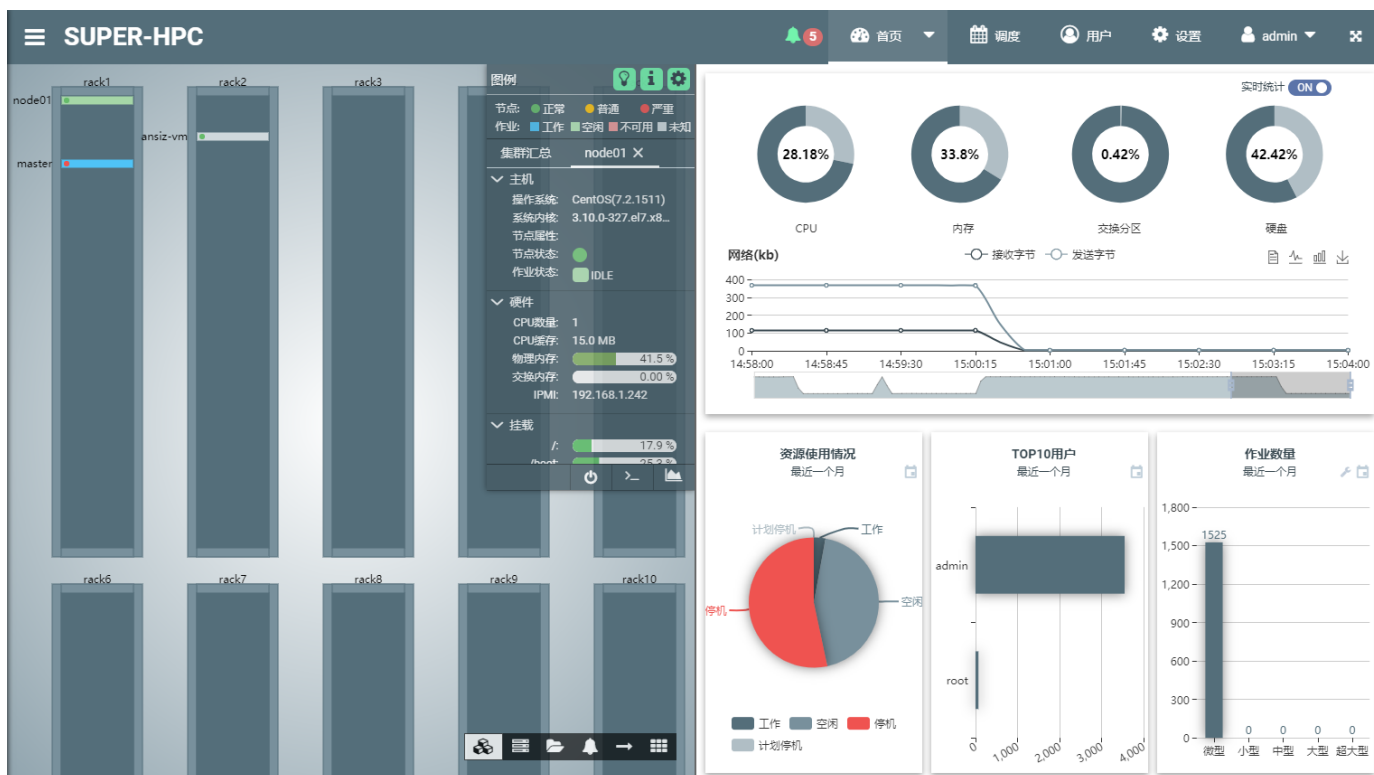 SUPER-HPC
5 首页 调度 用户 设置 admin
rack1 rack2 rack3
node01
ansiz-vm
master
rack6 rack7 rack8 rack9 rack10
图例
节点: 正常 普通 严重
作业: 工作 空闲 不可用 未知
集群汇总 node01
主机
操作系统: CentOS(7.2.1511)
系统内核: 3.10.0-327.el7.x8...
节点属性:
节点状态:
作业状态: IDLE
硬件
CPU数量: 1
CPU缓存: 15.0 MB
物理内存: 41.5 %
交换内存: 0.00 %
IPMI: 192.168.1.242
挂载
/: 17.9 %
/boot: 25.3 %
实时统计 ON
28.18% 33.8% 0.42% 42.42%
CPU 内存 交换分区 硬盘
网络(kb) 接收字节 发送字节
400
300
200
100
0
14:58:00 14:58:45 14:59:30 15:00:15 15:01:00 15:01:45 15:02:30 15:03:15 15:04:00
资源使用情况
最近一个月
计划停机 工作
空闲
停机
工作 空闲 停机
计划停机
TOP10用户
最近一个月
admin
root
0 1,000 2,000 3,000 4,000
作业数量
最近一个月
1,800
1,500
1,200
900
600
300
0
1525 0 0 0 0
微型 小型 中型 大型 超大型